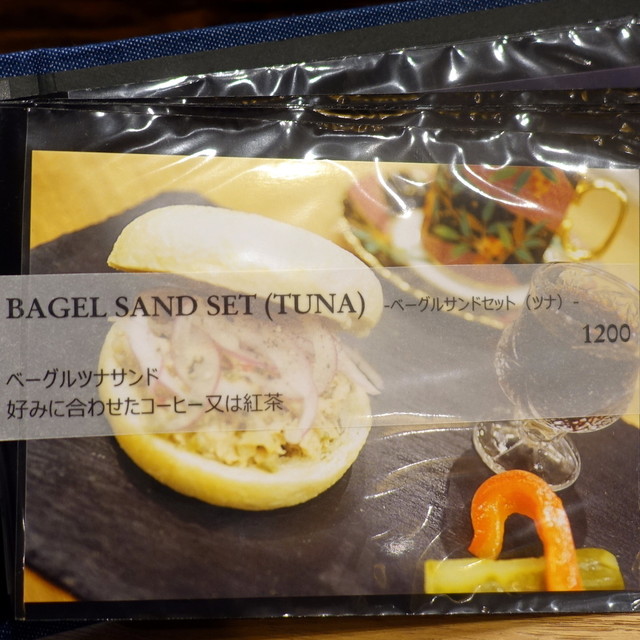 BAGEL SAND SET (TUNA) -ベーグルサンドセット（ツナ）-
1200
ベーグルツナサンド
好みに合わせたコーヒー又は紅茶